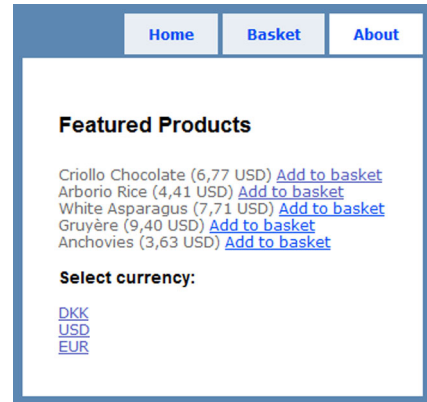 Home Basket About
Featured Products
Criollo Chocolate (6,77 USD) Add to basket
Arborio Rice (4,41 USD) Add to basket
White Asparagus (7,71 USD) Add to basket
Gruyère (9,40 USD) Add to basket
Anchovies (3,63 USD) Add to basket
Select currency:
DKK
USD
EUR